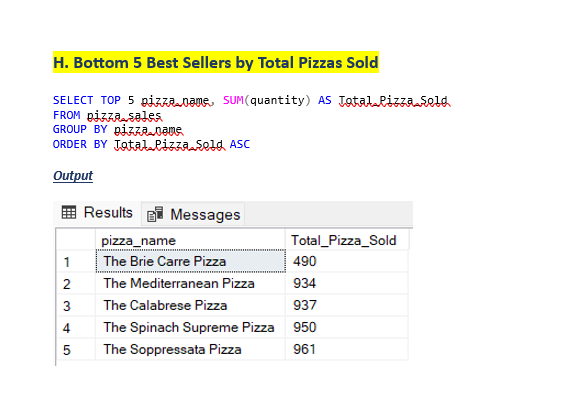 H. Bottom 5 Best Sellers by Total Pizzas Sold
SELECT TOP 5 pizza_name, SUM(quantity) AS Total_Pizza_Sold
FROM pizza_sales
GROUP BY pizza_name
ORDER BY Total_Pizza_Sold ASC
Output
Results Messages
pizza_name Total_Pizza_Sold
1 The Brie Carre Pizza 490
2 The Mediterranean Pizza 934
3 The Calabrese Pizza 937
4 The Spinach Supreme Pizza 950
5 The Soppressata Pizza 961